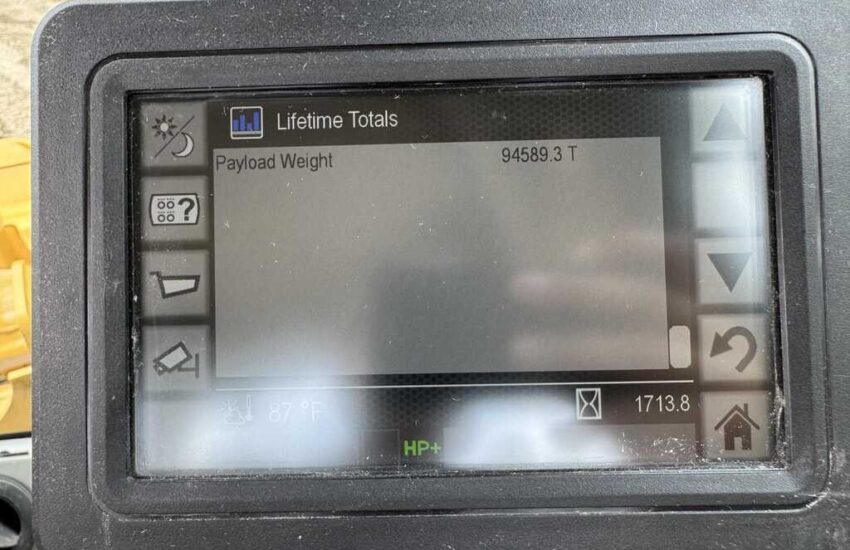 Lifetime Totals
Payload Weight 94589.3 T
?
87 °F
1713.8
HP+